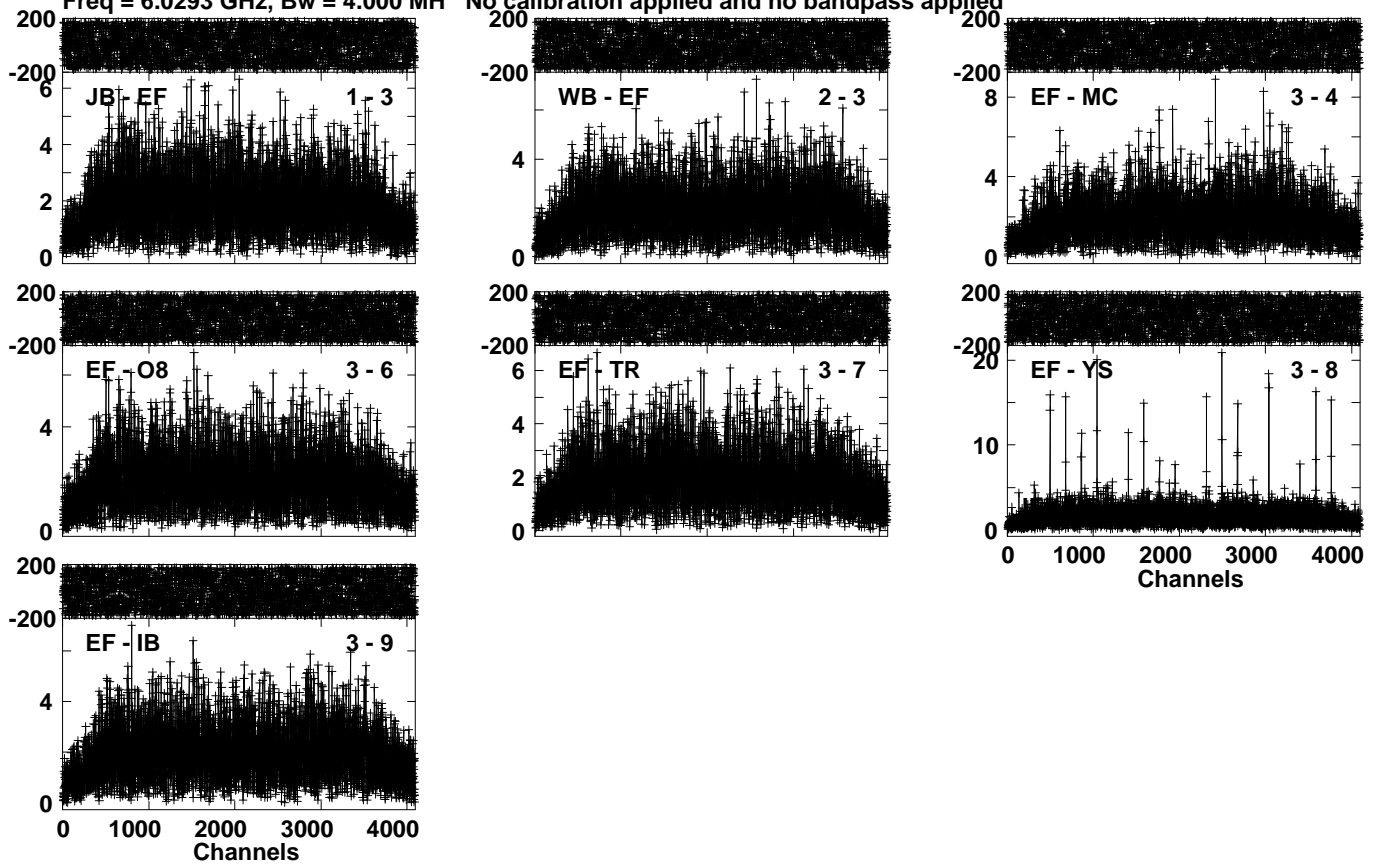 Freq = 6.0293 GHz, Bw = 4.000 MH No calibration applied and no bandpass applied
200
-200
6
4
2
0
JB - EF 1 - 3
200
-200
4
0
WB - EF 2 - 3
200
-200
8
4
0
EF - MC 3 - 4
200
-200
4
0
EF - O8 3 - 6
200
-200
6
4
2
0
EF - TR 3 - 7
200
-200
20
10
0
EF - YS 3 - 8
0 1000 2000 3000 4000
Channels
200
-200
4
0
EF - IB 3 - 9
0 1000 2000 3000 4000
Channels